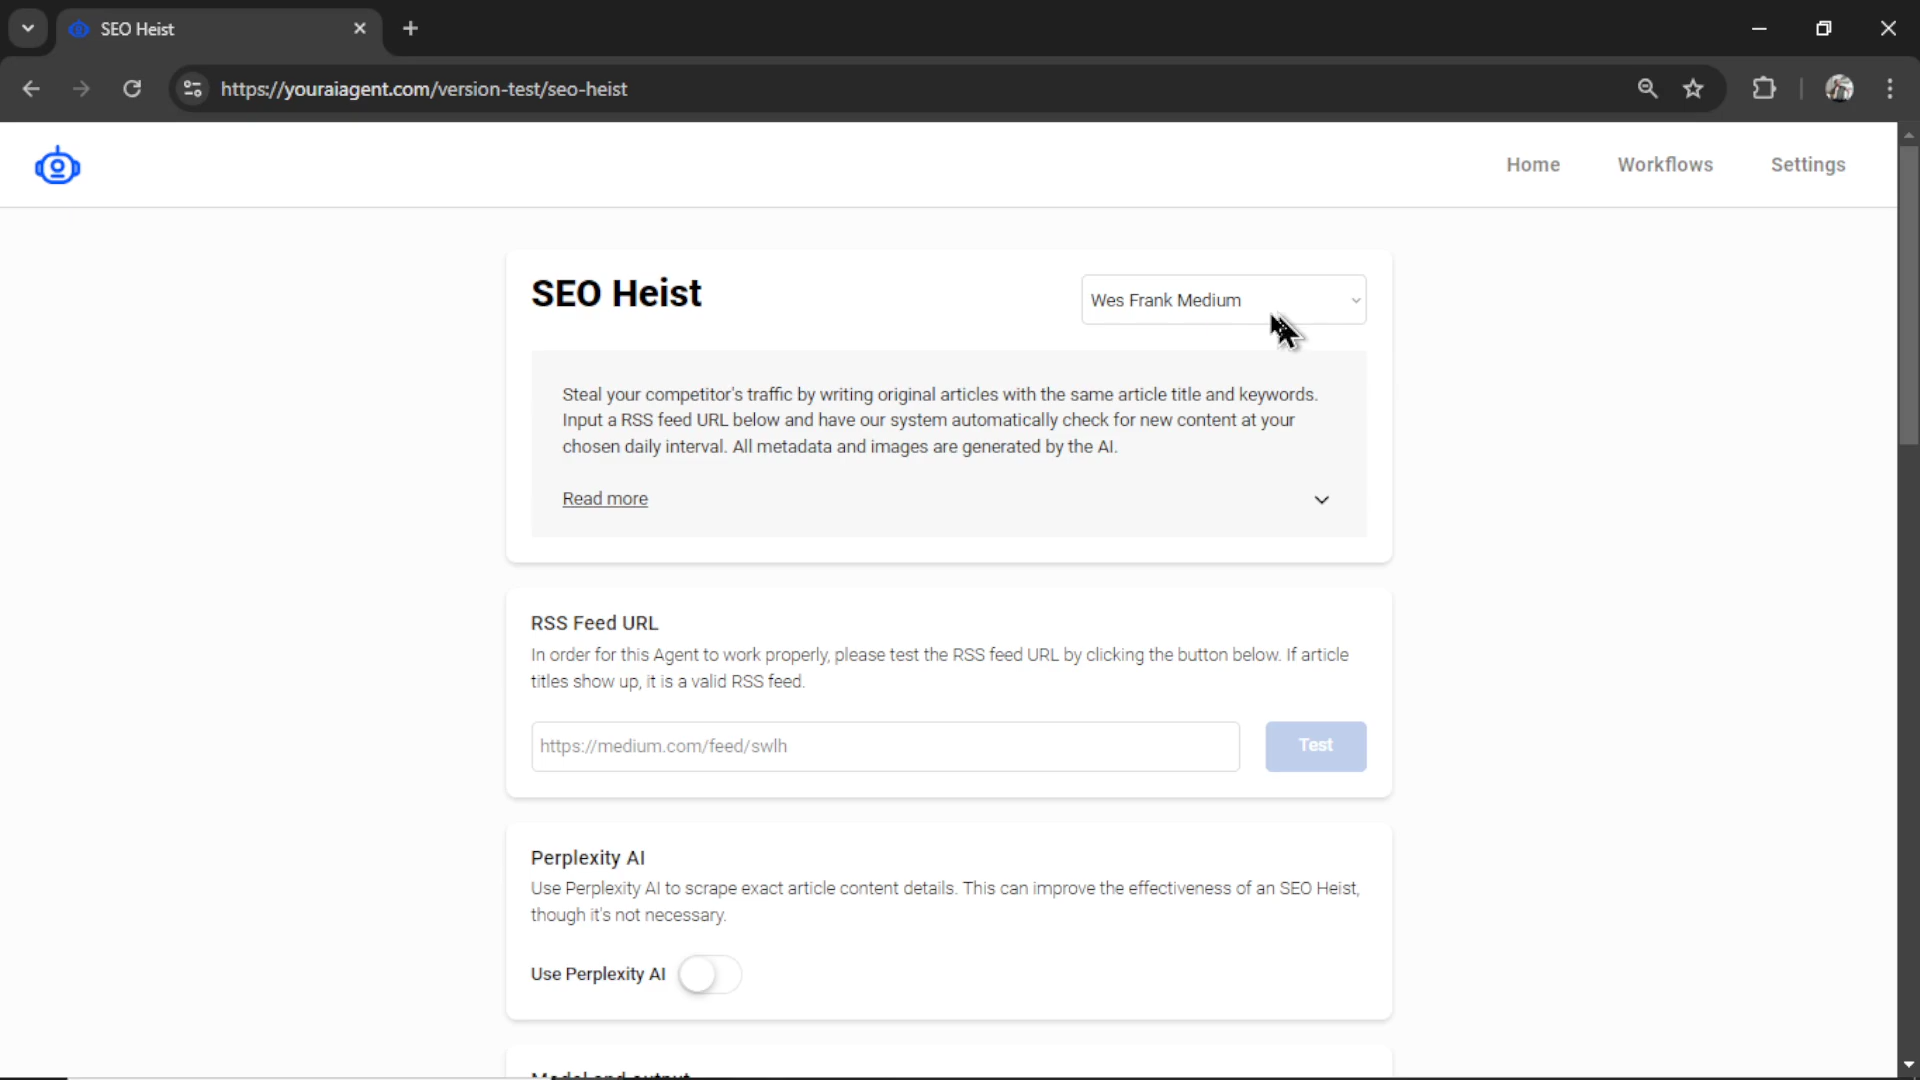 SEO Heist
https://youraiagent.com/version-test/seo-heist
Home
Workflows
Settings
SEO Heist
Wes Frank Medium
Steal your competitor's traffic by writing original articles with the same article title and keywords.
Input a RSS feed URL below and have our system automatically check for new content at your
chosen daily interval. All metadata and images are generated by the AI.
Read more
RSS Feed URL
In order for this Agent to work properly, please test the RSS feed URL by clicking the button below. If article
titles show up, it is a valid RSS feed.
https://medium.com/feed/swlh
Test
Perplexity AI
Use Perplexity AI to scrape exact article content details. This can improve the effectiveness of an SEO Heist,
though it's not necessary.
Use Perplexity AI
Model and output